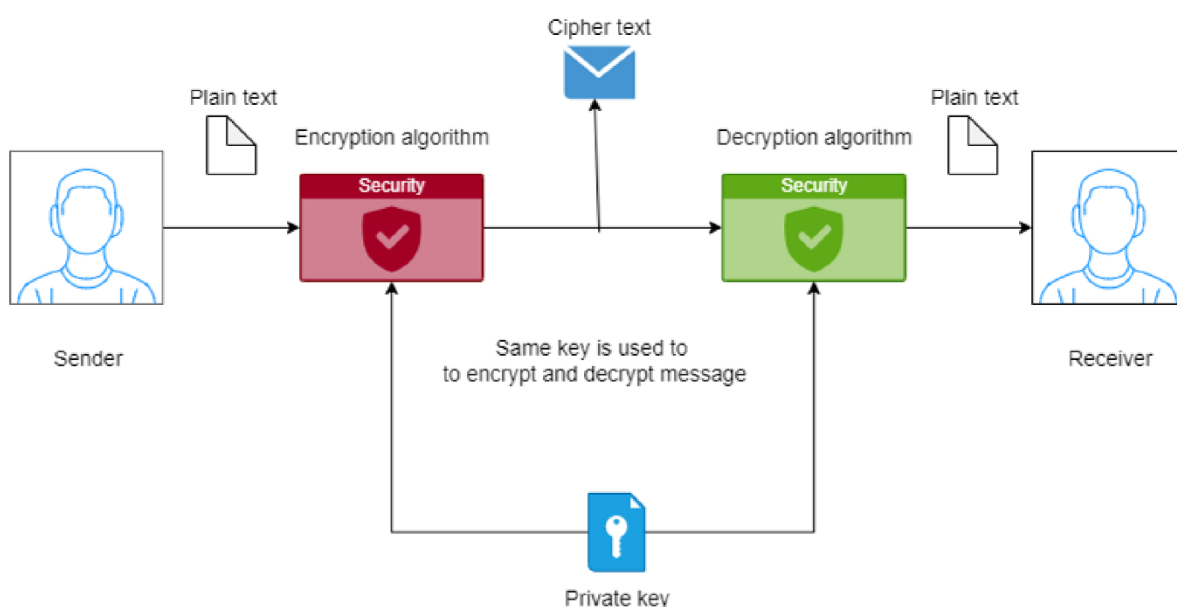 Cipher text
Plain text
Plain text
Encryption algorithm
Decryption algorithm
Security
Security
Same key is used to
to encrypt and decrypt message
Sender
Receiver
Private key